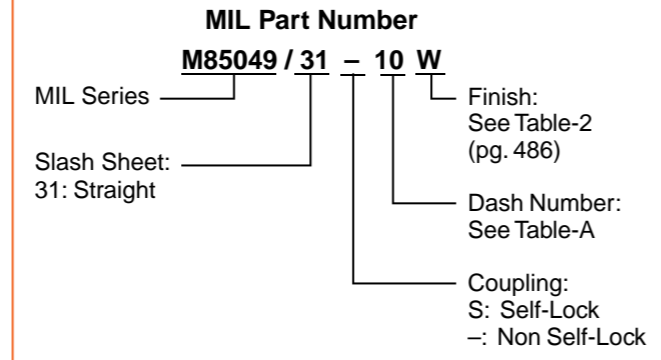 MIL Part Number
M85049 / 31 – 10 W
MIL Series
Slash Sheet:
31: Straight
Finish:
See Table-2
(pg. 486)
Dash Number:
See Table-A
Coupling:
S: Self-Lock
–: Non Self-Lock